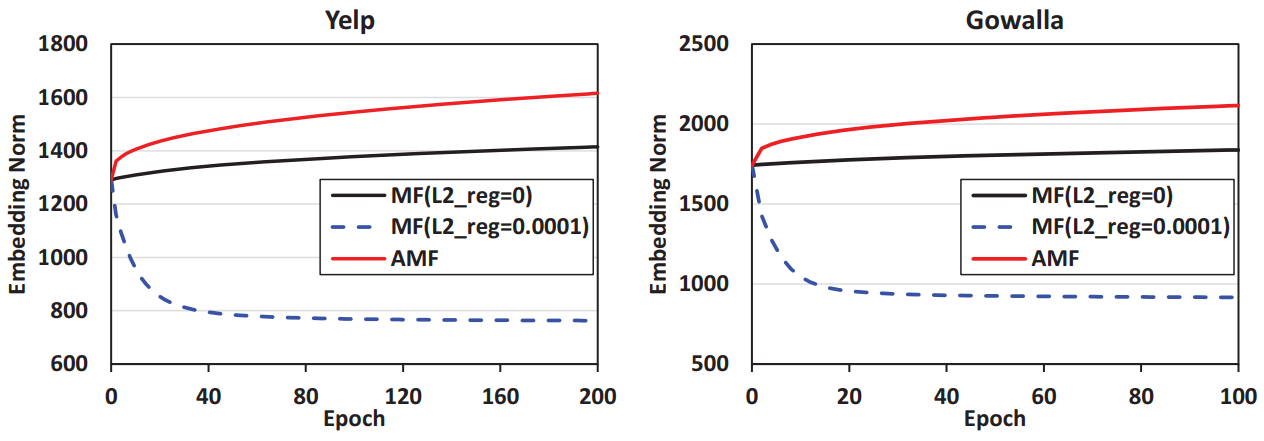 Yelp
1800
1600
1400
1200
1000
800
600
Embedding Norm
MF(L2_reg=0)
MF(L2_reg=0.0001)
AMF
0 40 80 120 160 200
Epoch
Gowalla
2500
2000
1500
1000
500
Embedding Norm
MF(L2_reg=0)
MF(L2_reg=0.0001)
AMF
0 20 40 60 80 100
Epoch